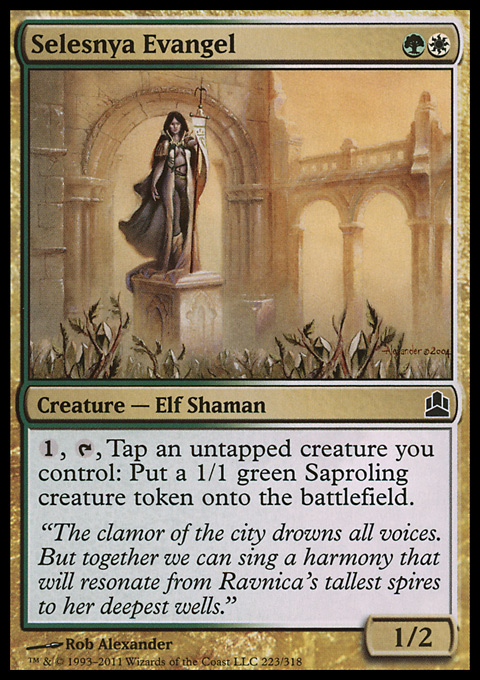 Selesnya Evangel
Alexander ©2004
Creature — Elf Shaman
1, , Tap an untapped creature you
control: Put a 1/1 green Saproling
creature token onto the battlefield.
“The clamor of the city drowns all voices.
But together we can sing a harmony that
will resonate from Ravnica’s tallest spires
to her deepest wells.”
1/2
Rob Alexander
™ & © 1993–2011 Wizards of the Coast LLC 223/318